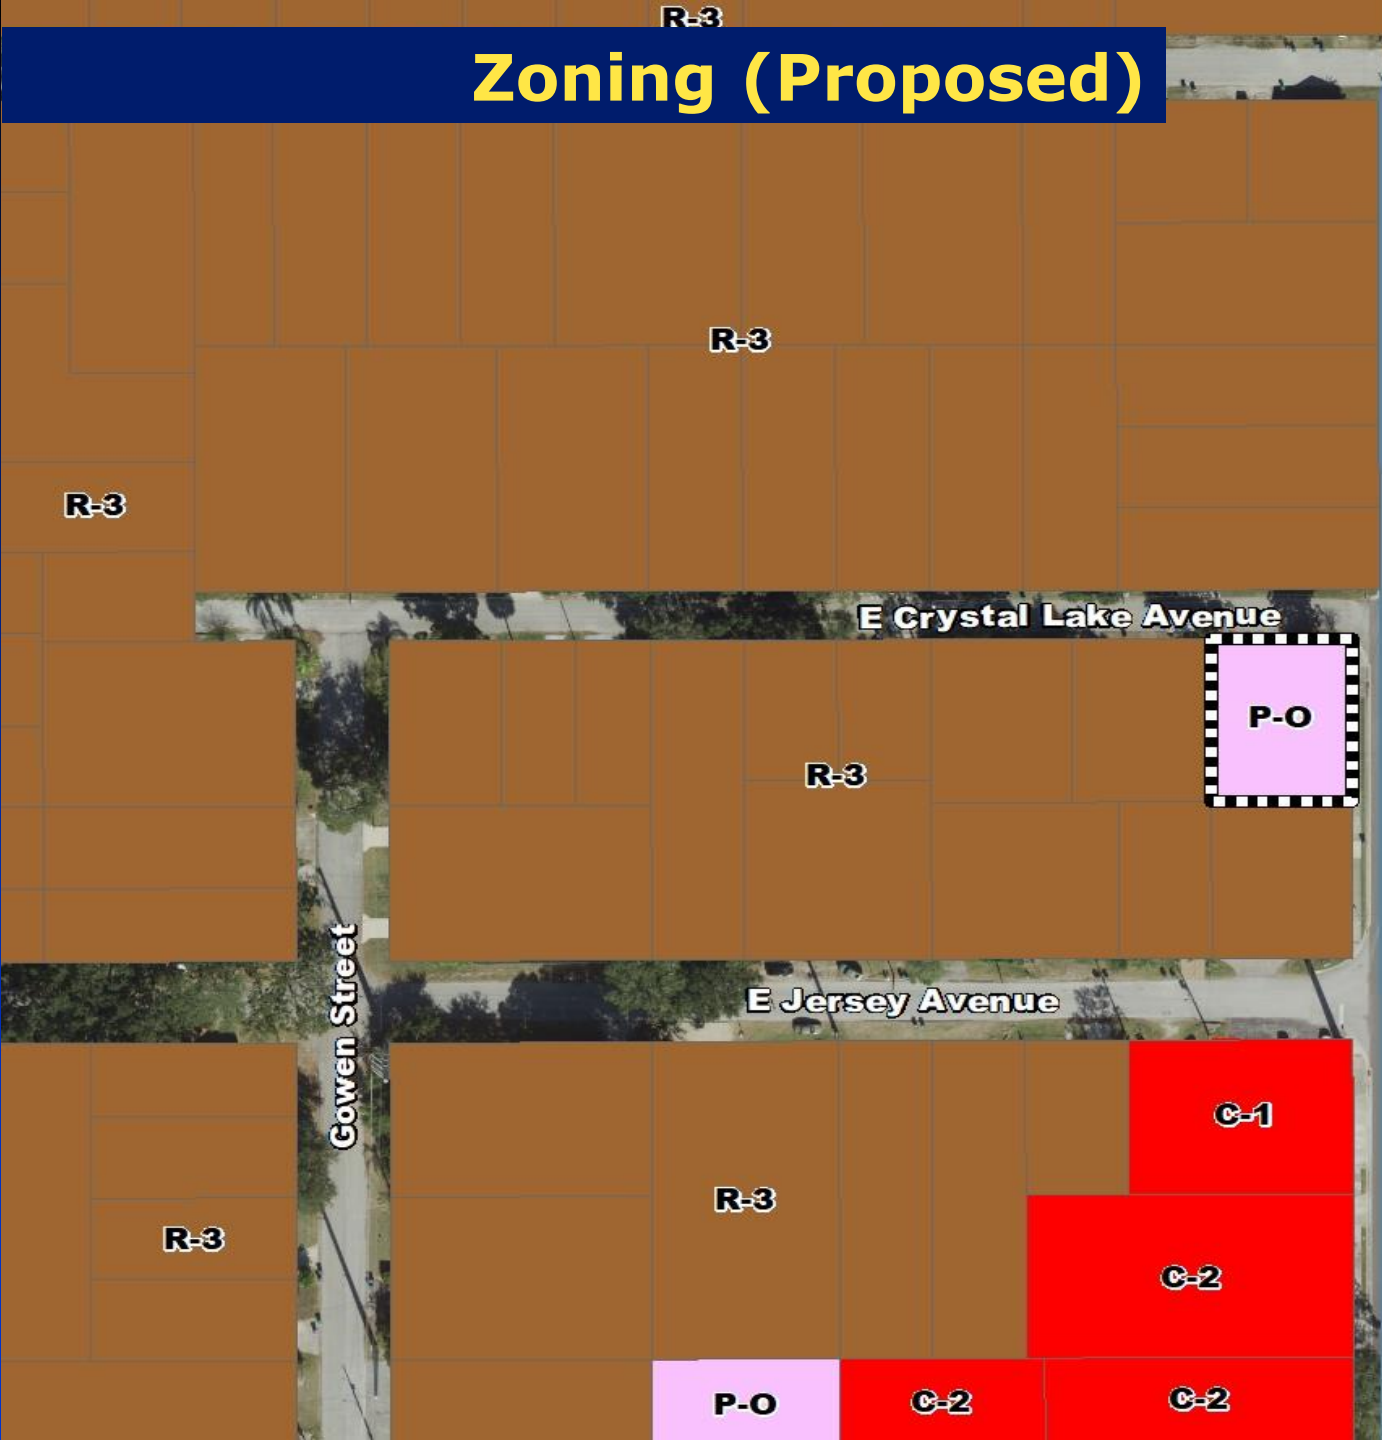 R-3
Zoning (Proposed)
R-3
R-3
E Crystal Lake Avenue
P-O
R-3
E Jersey Avenue
Gowen Street
C-1
R-3
R-3
C-2
P-O
C-2
C-2